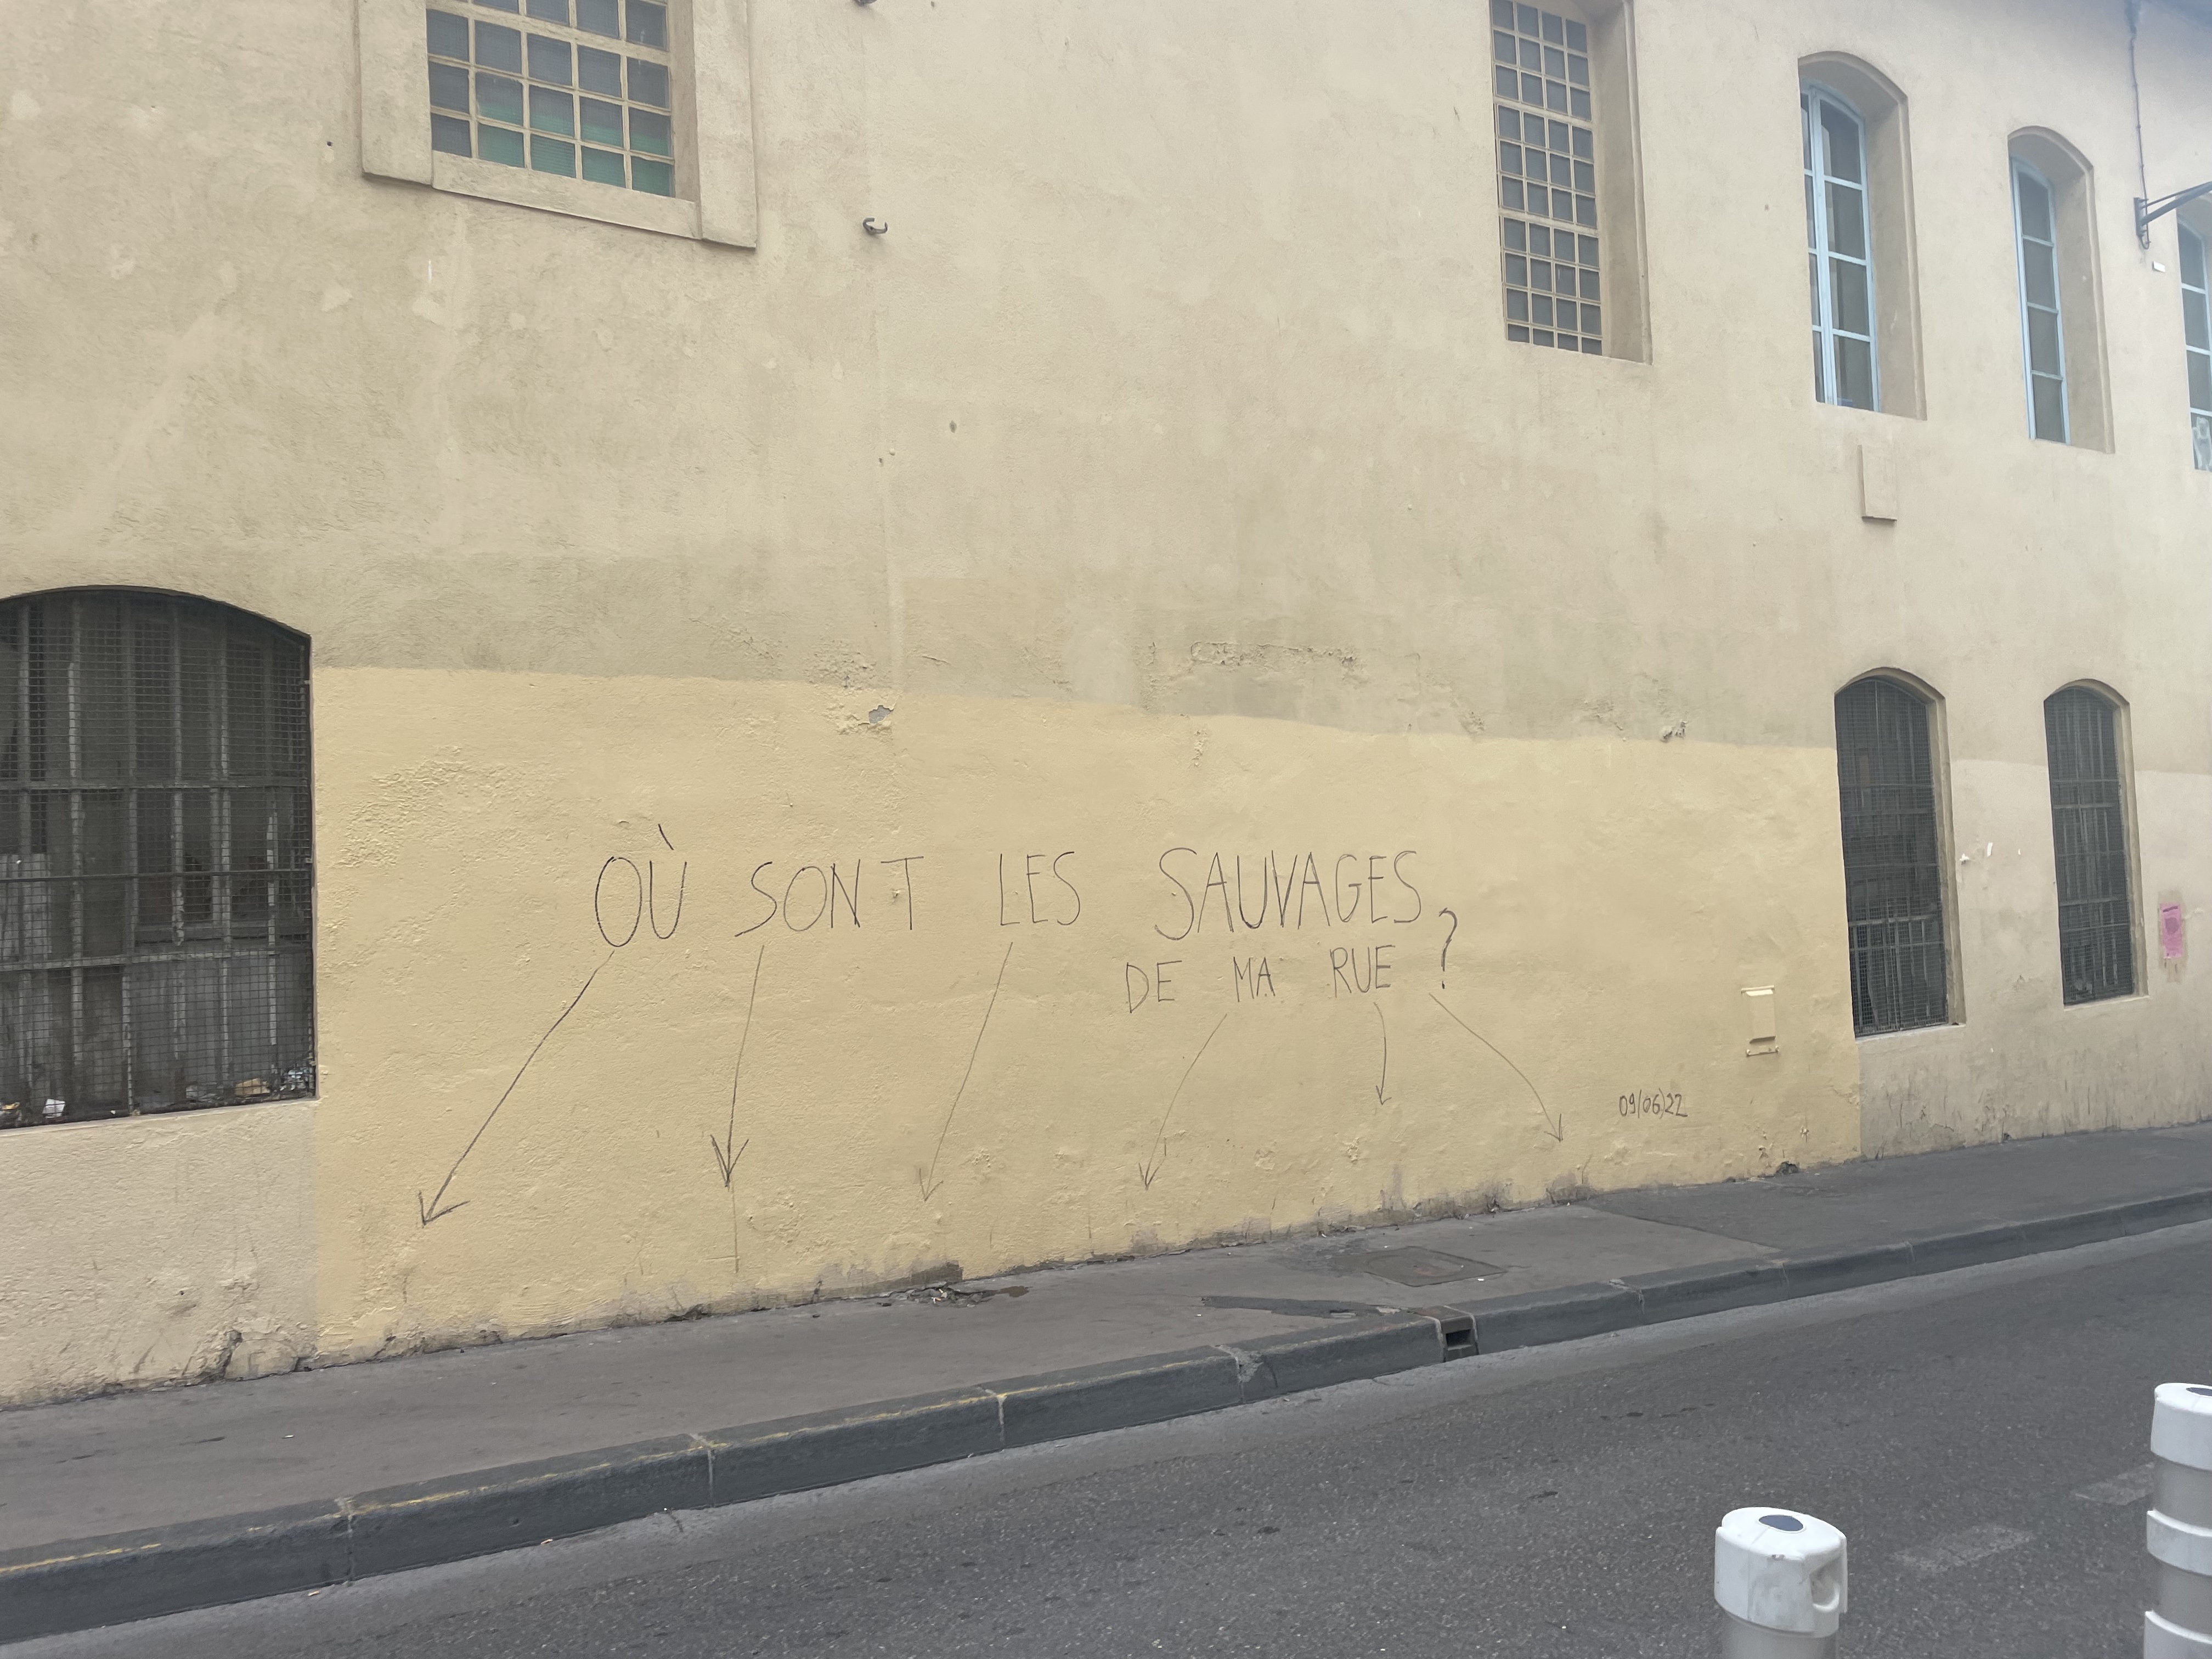 OÙ SONT LES SAUVAGES
DE MA RUE ?
09/06/22